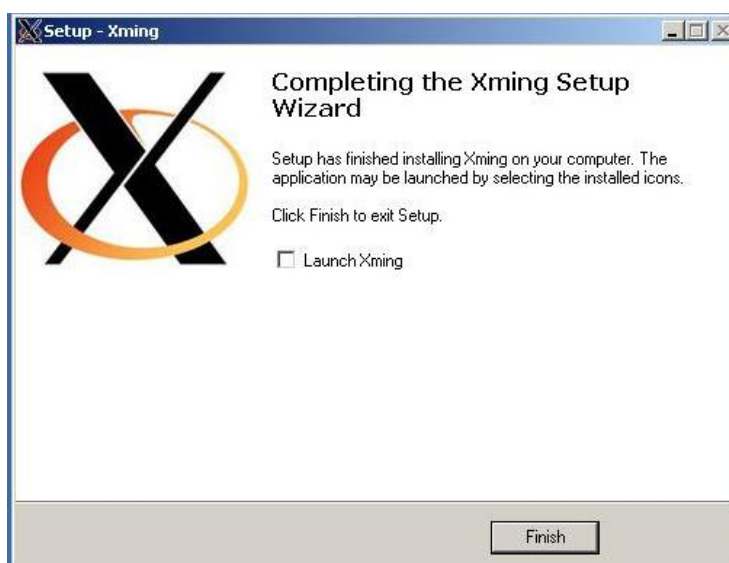 Setup - Xming
Completing the Xming Setup
Wizard
Setup has finished installing Xming on your computer. The
application may be launched by selecting the installed icons.
Click Finish to exit Setup.
Launch Xming
Finish